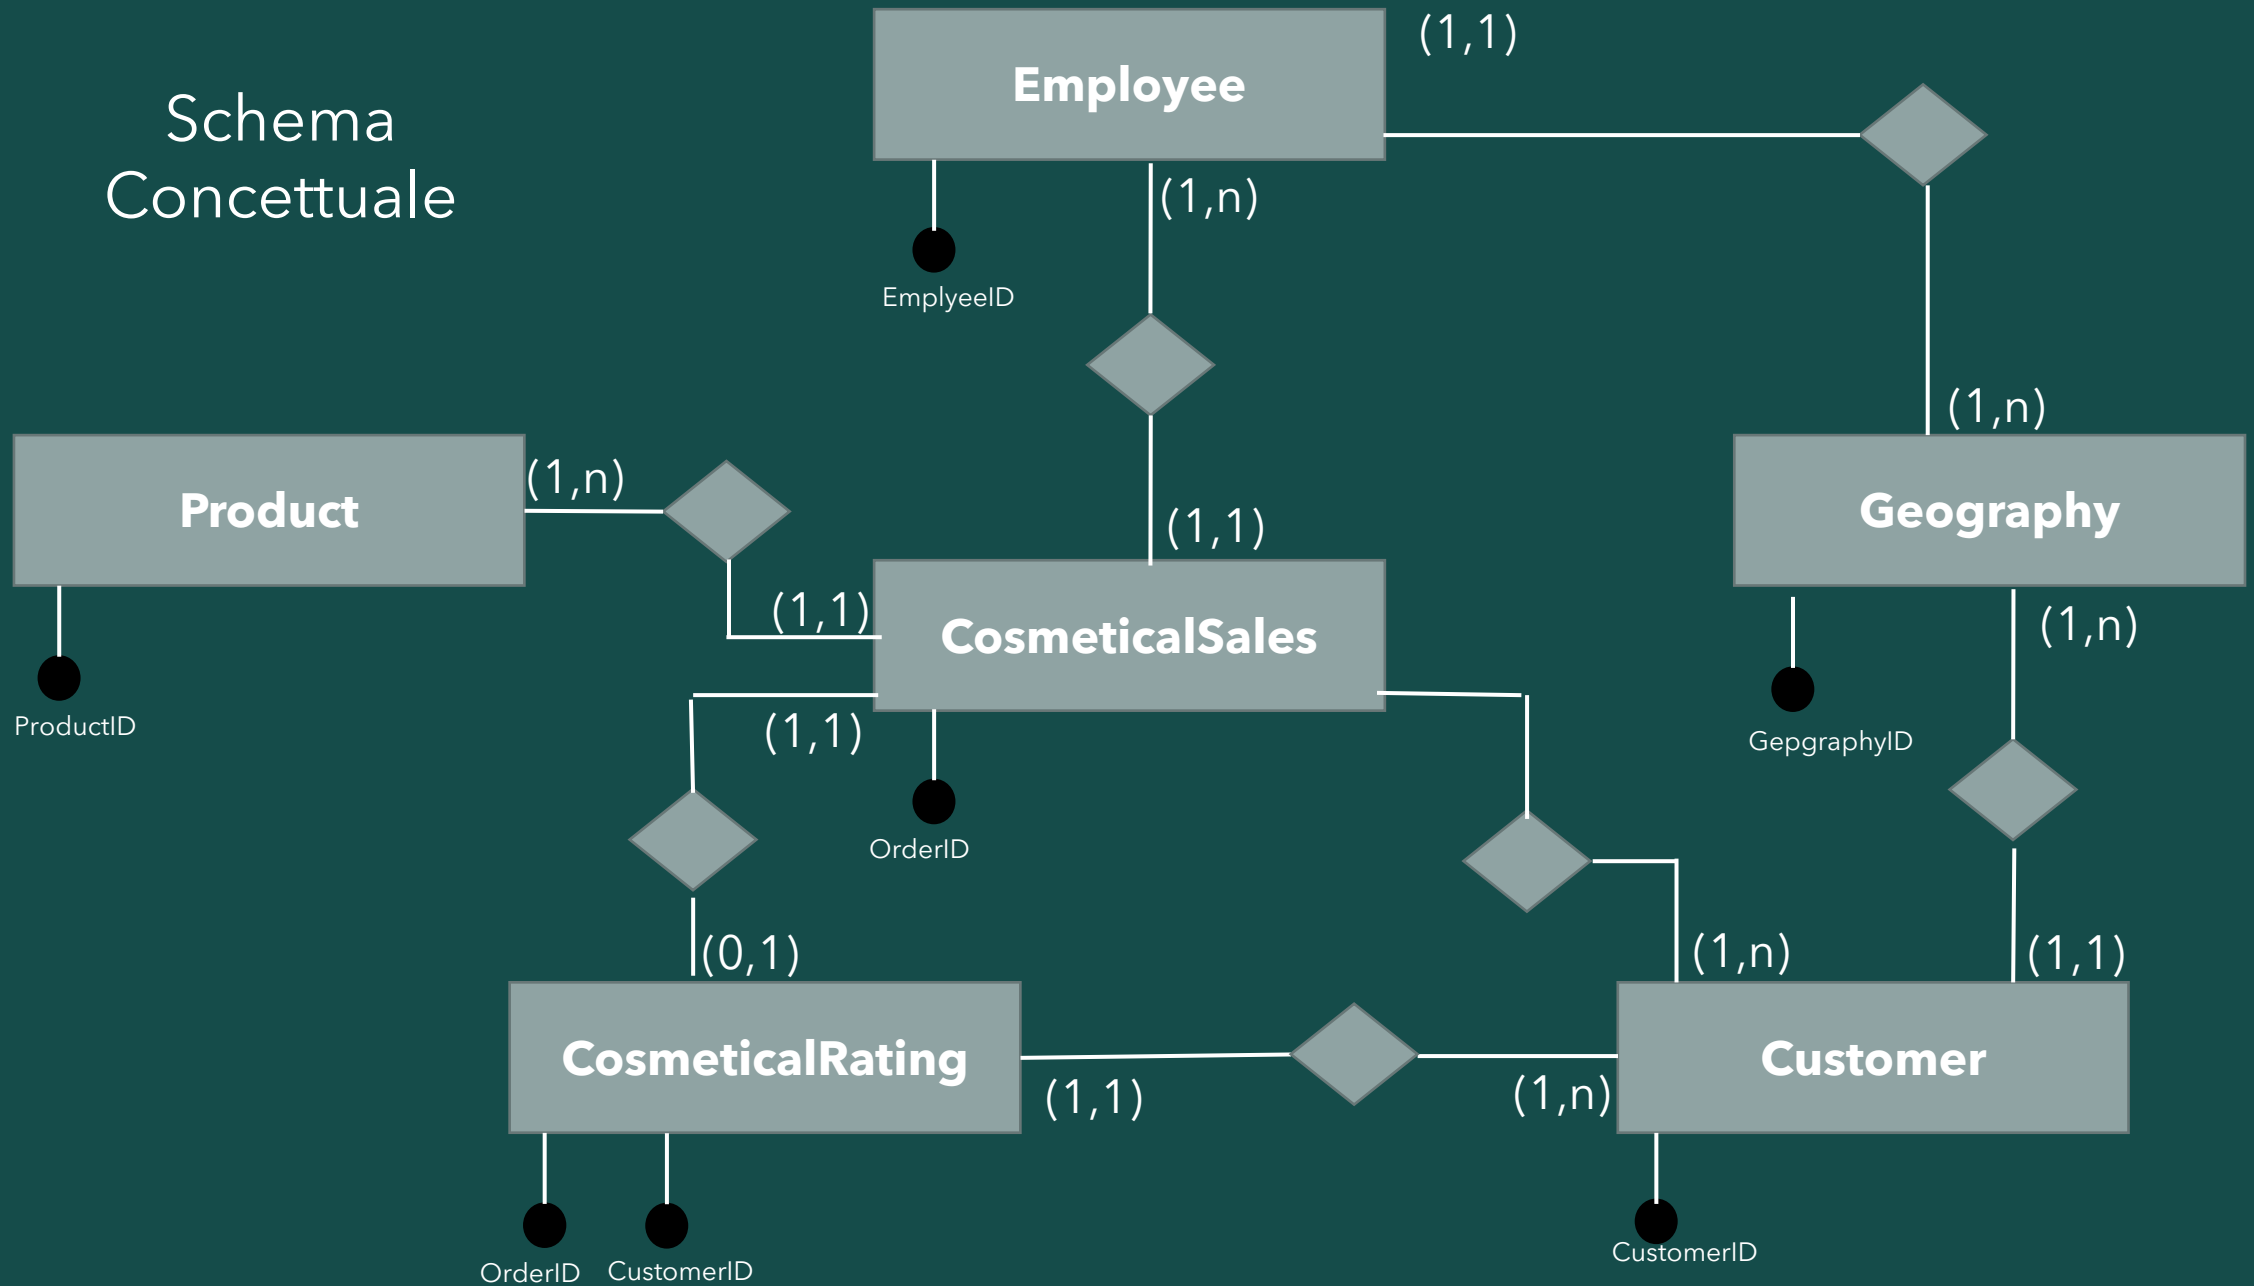 Schema
Concettuale
Employee
(1,1)
(1,n)
EmplyeeID
(1,n)
Product
(1,n)
Geography
(1,1)
(1,1)
CosmeticalSales
(1,n)
ProductID
(1,1)
GepgraphyID
OrderID
(0,1)
(1,n)
(1,1)
CosmeticalRating
(1,1)
(1,n)
Customer
OrderID
CustomerID
CustomerID